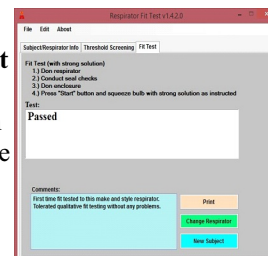 Respirator Fit Test v1.4.2.0
File Edit About
Subject/Respirator Info Threshold Screening Fit Test
Fit Test (with strong solution)
1.) Don respirator
2.) Conduct seal checks
3.) Don enclosure
4.) Press "Start" button and squeeze bulb with strong solution as instructed
Test:
Passed
Comments:
First time fit tested to this make and style respirator.
Tolerated qualitative fit testing without any problems.
Print
Change Respirator
New Subject